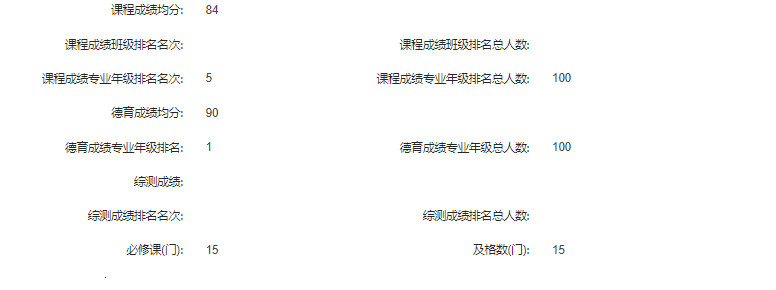 课程成绩均分: 84
课程成绩班级排名名次: 课程成绩班级排名总人数:
课程成绩专业年级排名名次: 5 课程成绩专业年级排名总人数: 100
德育成绩均分: 90
德育成绩专业年级排名: 1 德育成绩专业年级总人数: 100
综测成绩:
综测成绩排名名次: 综测成绩排名总人数:
必修课(门): 15 及格数(门): 15